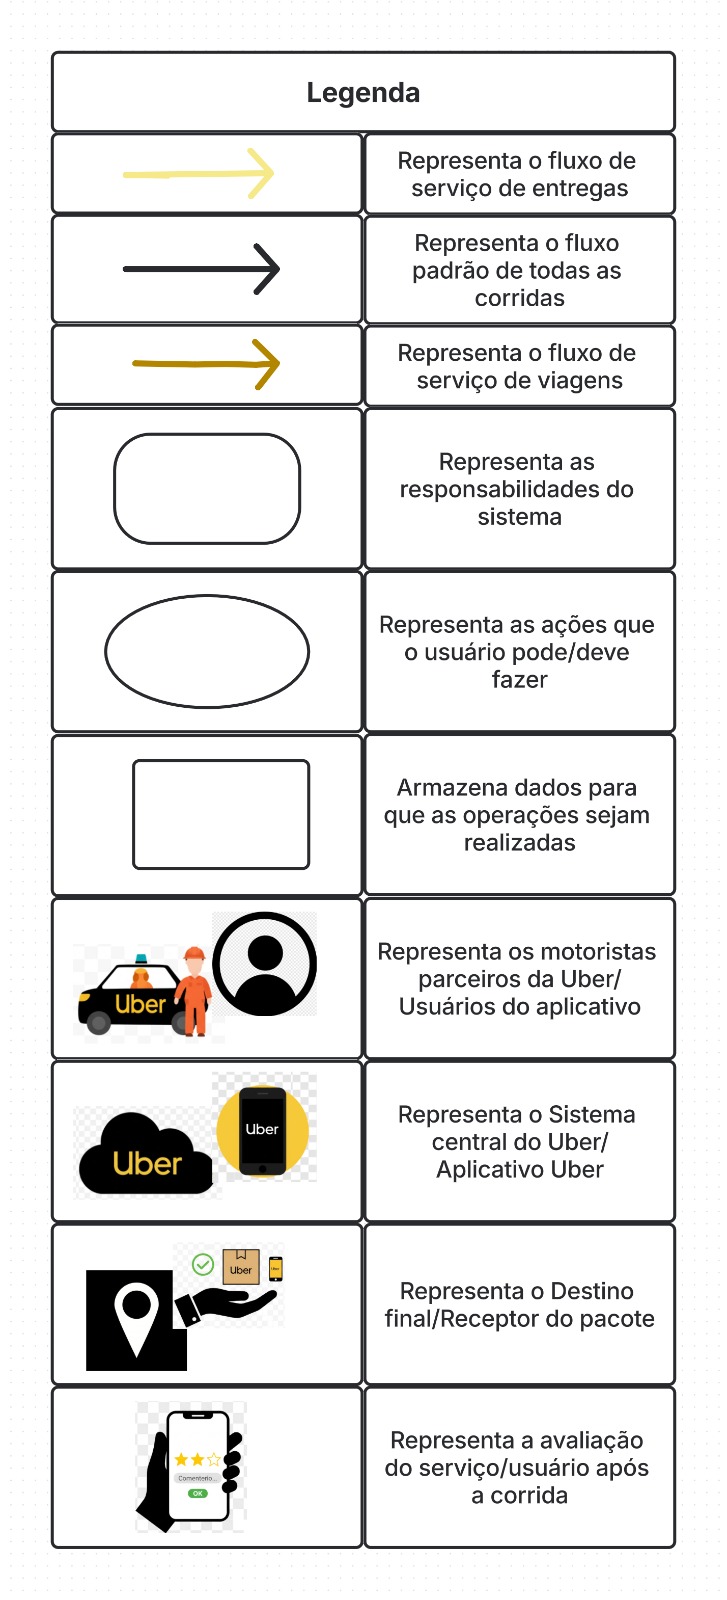 Legenda
Representa o fluxo de
serviço de entregas
Representa o fluxo
padrão de todas as
corridas
Representa o fluxo de
serviço de viagens
Representa as
responsabilidades do
sistema
Representa as ações que
o usuário pode/deve
fazer
Armazena dados para
que as operações sejam
realizadas
Uber
Representa os motoristas
parceiros da Uber/
Usuários do aplicativo
Uber
Uber
Representa o Sistema
central do Uber/
Aplicativo Uber
Uber
Uber
Representa o Destino
final/Receptor do pacote
Comenterio...
OK
Representa a avaliação
do serviço/usuário após
a corrida